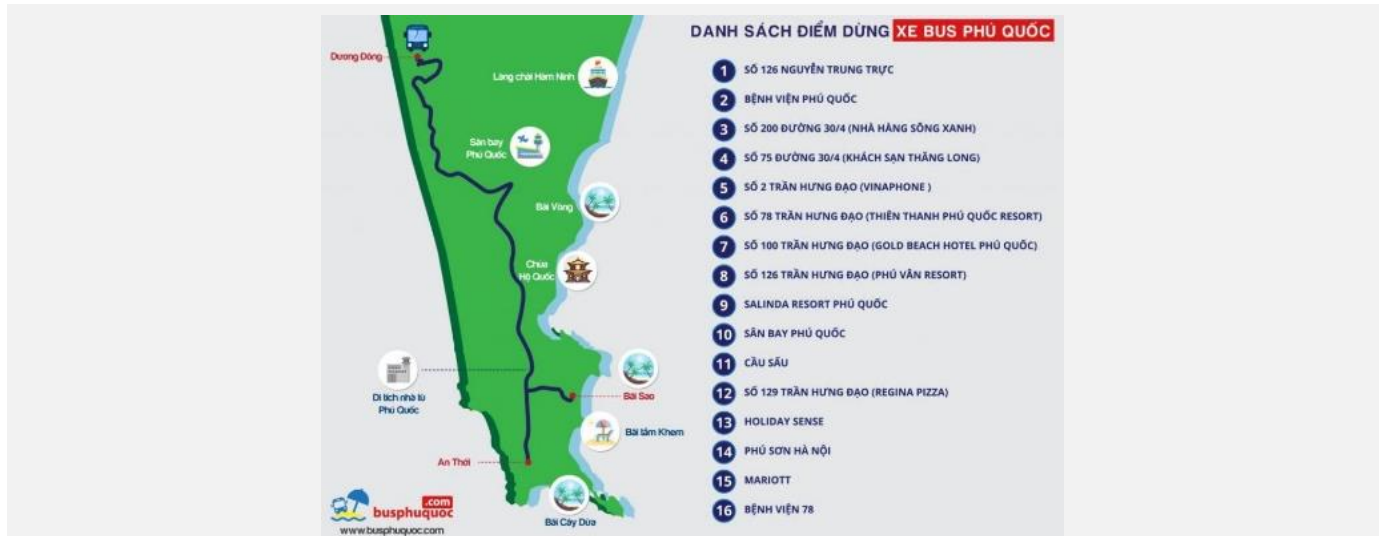 Dương Đông
Làng chài Hàm Ninh
Sân bay
Phú Quốc
Bãi Vòng
Chùa
Hộ Quốc
Di tích nhà tù
Phú Quốc
Bãi Sao
Bãi tắm Khem
An Thới
Bãi Cây Dừa
busphuquoc
.com
www.busphuquoc.com
DANH SÁCH ĐIỂM DỪNG XE BUS PHÚ QUỐC
1 SỐ 126 NGUYỄN TRUNG TRỰC
2 BỆNH VIỆN PHÚ QUỐC
3 SỐ 200 ĐƯỜNG 30/4 (NHÀ HÀNG SÔNG XANH)
4 SỐ 75 ĐƯỜNG 30/4 (KHÁCH SẠN THĂNG LONG)
5 SỐ 2 TRẦN HƯNG ĐẠO (VINAPHONE )
6 SỐ 78 TRẦN HƯNG ĐẠO (THIÊN THANH PHÚ QUỐC RESORT)
7 SỐ 100 TRẦN HƯNG ĐẠO (GOLD BEACH HOTEL PHÚ QUỐC)
8 SỐ 126 TRẦN HƯNG ĐẠO (PHÚ VÂN RESORT)
9 SALINDA RESORT PHÚ QUỐC
10 SÂN BAY PHÚ QUỐC
11 CẦU SẤU
12 SỐ 129 TRẦN HƯNG ĐẠO (REGINA PIZZA)
13 HOLIDAY SENSE
14 PHÚ SƠN HÀ NỘI
15 MARIOTT
16 BỆNH VIỆN 78